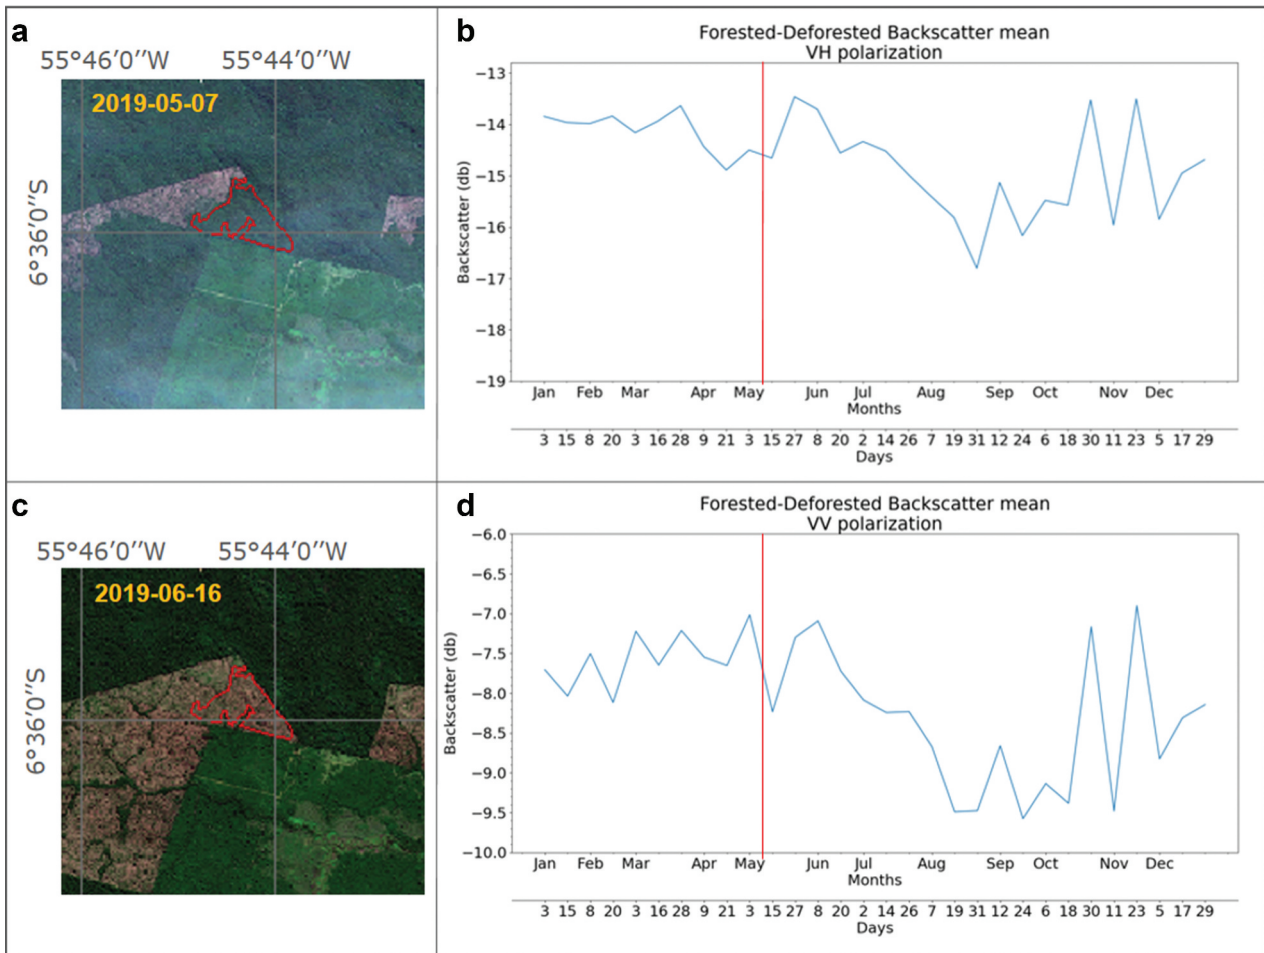 a
55°46'0''W 55°44'0''W
2019-05-07
6°36'0''S
b
Forested-Deforested Backscatter mean
VH polarization
−13
−14
−15
−16
−17
−18
−19
Backscatter (db)
Jan Feb Mar Apr May Jun Jul Aug Sep Oct Nov Dec
Months
3 15 8 20 3 16 28 9 21 3 15 27 8 20 2 14 26 7 19 31 12 24 6 18 30 11 23 5 17 29
Days
c
55°46'0''W 55°44'0''W
2019-06-16
6°36'0''S
d
Forested-Deforested Backscatter mean
VV polarization
−6.0
−6.5
−7.0
−7.5
−8.0
−8.5
−9.0
−9.5
−10.0
Backscatter (db)
Jan Feb Mar Apr May Jun Jul Aug Sep Oct Nov Dec
Months
3 15 8 20 3 16 28 9 21 3 15 27 8 20 2 14 26 7 19 31 12 24 6 18 30 11 23 5 17 29
Days